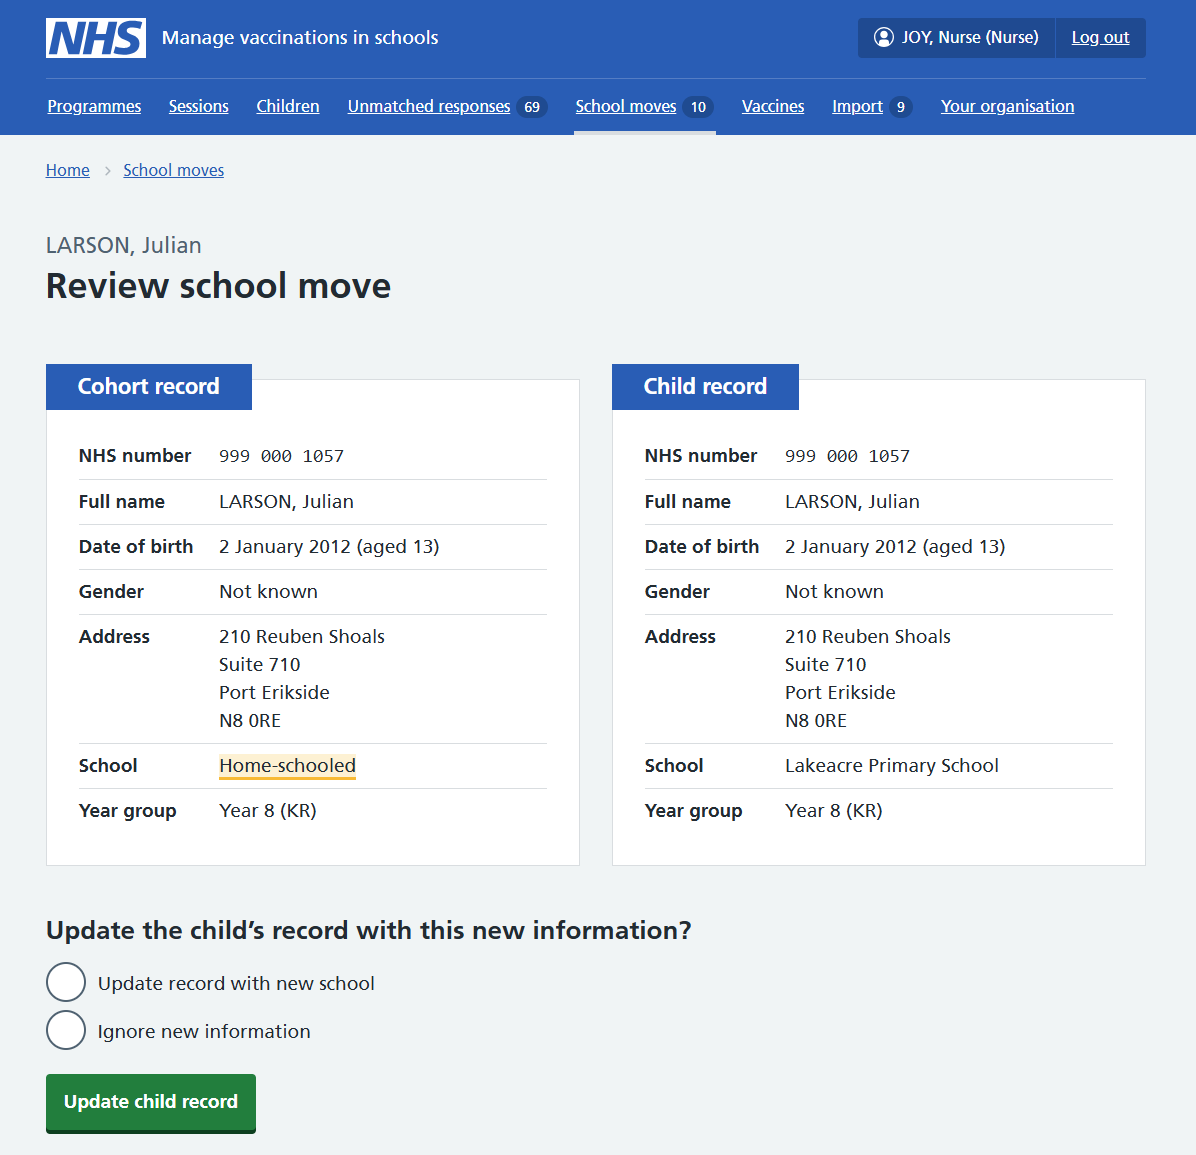 NHS Manage vaccinations in schools JOY, Nurse (Nurse) Log out
Programmes Sessions Children Unmatched responses 69 School moves 10 Vaccines Import 9 Your organisation
Home › School moves
LARSON, Julian
Review school move
Cohort record
NHS number 999 000 1057
Full name LARSON, Julian
Date of birth 2 January 2012 (aged 13)
Gender Not known
Address 210 Reuben Shoals
Suite 710
Port Erikside
N8 0RE
School Home-schooled
Year group Year 8 (KR)
Child record
NHS number 999 000 1057
Full name LARSON, Julian
Date of birth 2 January 2012 (aged 13)
Gender Not known
Address 210 Reuben Shoals
Suite 710
Port Erikside
N8 0RE
School Lakeacre Primary School
Year group Year 8 (KR)
Update the child’s record with this new information?
Update record with new school
Ignore new information
Update child record